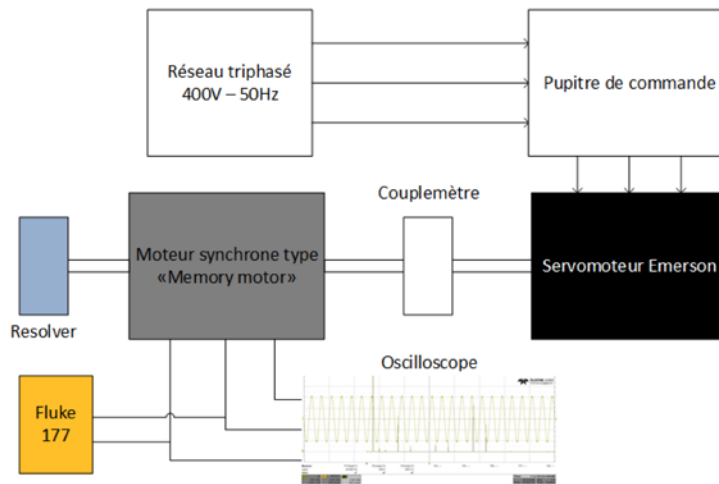 Réseau triphasé
400V – 50Hz
Pupitre de commande
Couplemètre
Moteur synchrone type
«Memory motor»
Servomoteur Emerson
Resolver
Oscilloscope
Fluke
177